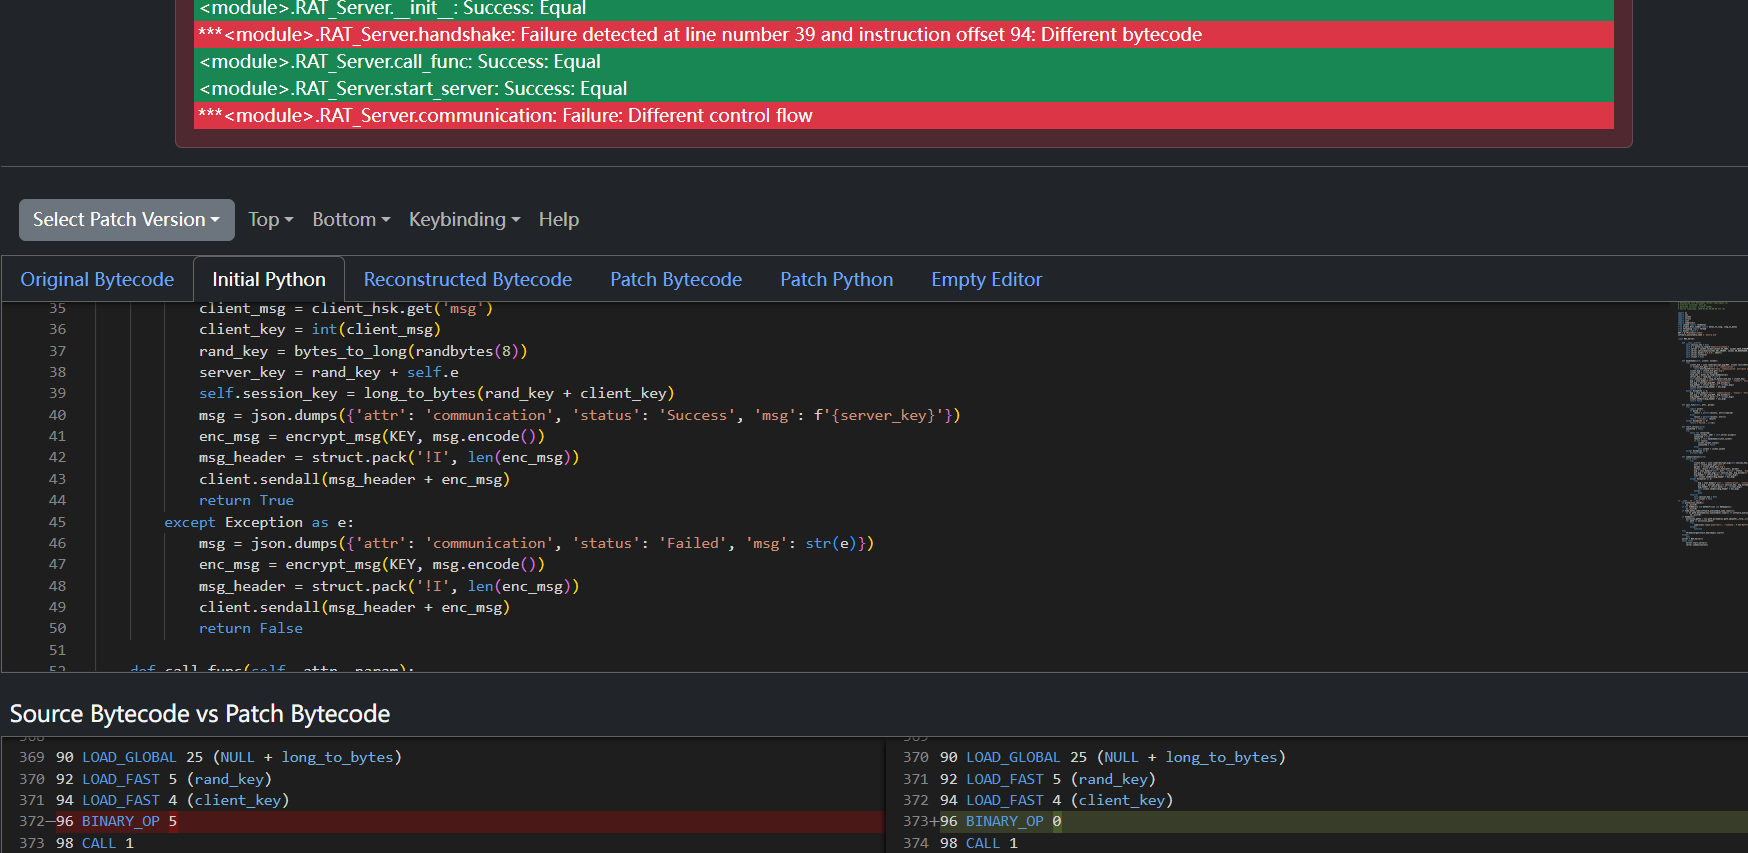 <module>.RAT_Server.__init__: Success: Equal
***<module>.RAT_Server.handshake: Failure detected at line number 39 and instruction offset 94: Different bytecode
<module>.RAT_Server.call_func: Success: Equal
<module>.RAT_Server.start_server: Success: Equal
***<module>.RAT_Server.communication: Failure: Different control flow
Select Patch Version Top Bottom Keybinding Help
Original Bytecode Initial Python Reconstructed Bytecode Patch Bytecode Patch Python Empty Editor
35 client_msg = client_hsk.get('msg')
36 client_key = int(client_msg)
37 rand_key = bytes_to_long(randbytes(8))
38 server_key = rand_key + self.e
39 self.session_key = long_to_bytes(rand_key + client_key)
40 msg = json.dumps({'attr': 'communication', 'status': 'Success', 'msg': f'{server_key}'})
41 enc_msg = encrypt_msg(KEY, msg.encode())
42 msg_header = struct.pack('!I', len(enc_msg))
43 client.sendall(msg_header + enc_msg)
44 return True
45 except Exception as e:
46 msg = json.dumps({'attr': 'communication', 'status': 'Failed', 'msg': str(e)})
47 enc_msg = encrypt_msg(KEY, msg.encode())
48 msg_header = struct.pack('!I', len(enc_msg))
49 client.sendall(msg_header + enc_msg)
50 return False
51
52 def call_func(self, attr, param):
Source Bytecode vs Patch Bytecode
368
369 90 LOAD_GLOBAL 25 (NULL + long_to_bytes)
370 92 LOAD_FAST 5 (rand_key)
371 94 LOAD_FAST 4 (client_key)
372−96 BINARY_OP 5
373 98 CALL 1
369
370 90 LOAD_GLOBAL 25 (NULL + long_to_bytes)
371 92 LOAD_FAST 5 (rand_key)
372 94 LOAD_FAST 4 (client_key)
373+96 BINARY_OP 0
374 98 CALL 1